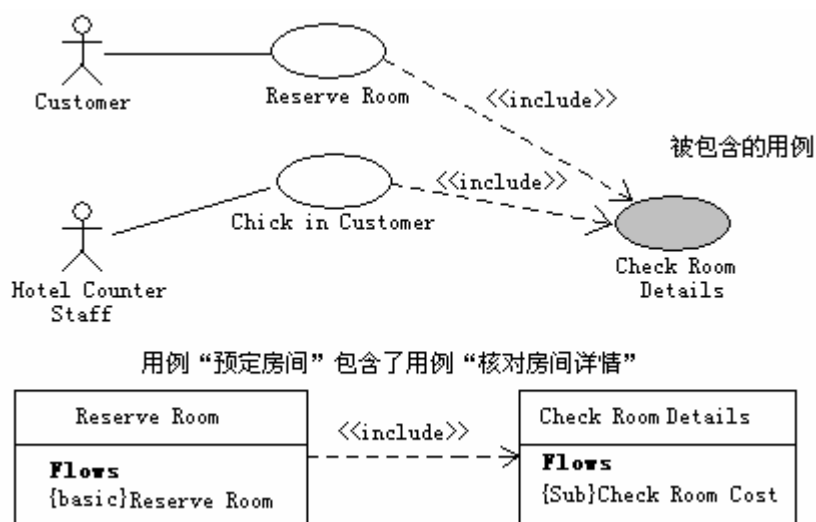 Customer
Reserve Room
<<include>>
被包含的用例
<<include>>
Chick in Customer
Check Room
Details
Hotel Counter
Staff
用例“预定房间”包含了用例“核对房间详情”
Reserve Room
<<include>>
Check Room Details
Flows
{basic}Reserve Room
Flows
{Sub}Check Room Cost